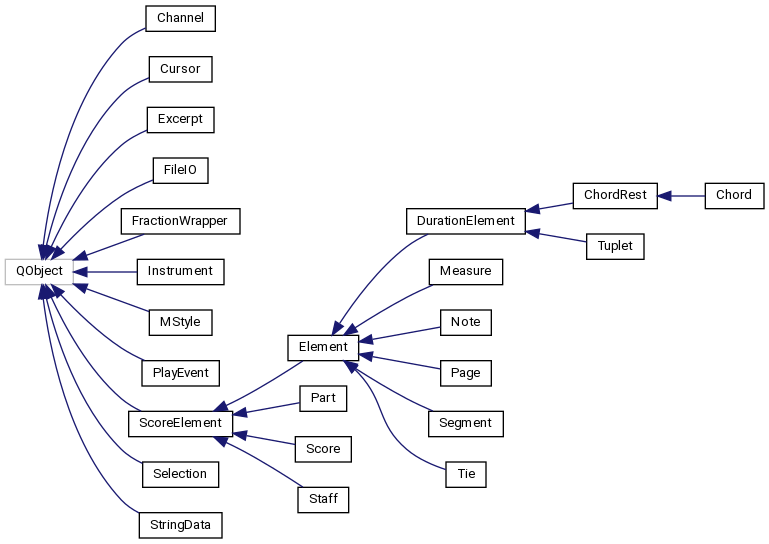 Channel
Cursor
Excerpt
FileIO
FractionWrapper
QObject
Instrument
MStyle
PlayEvent
ScoreElement
Selection
StringData
Element
Part
Score
Staff
DurationElement
Measure
Note
Page
Segment
Tie
ChordRest
Tuplet
Chord